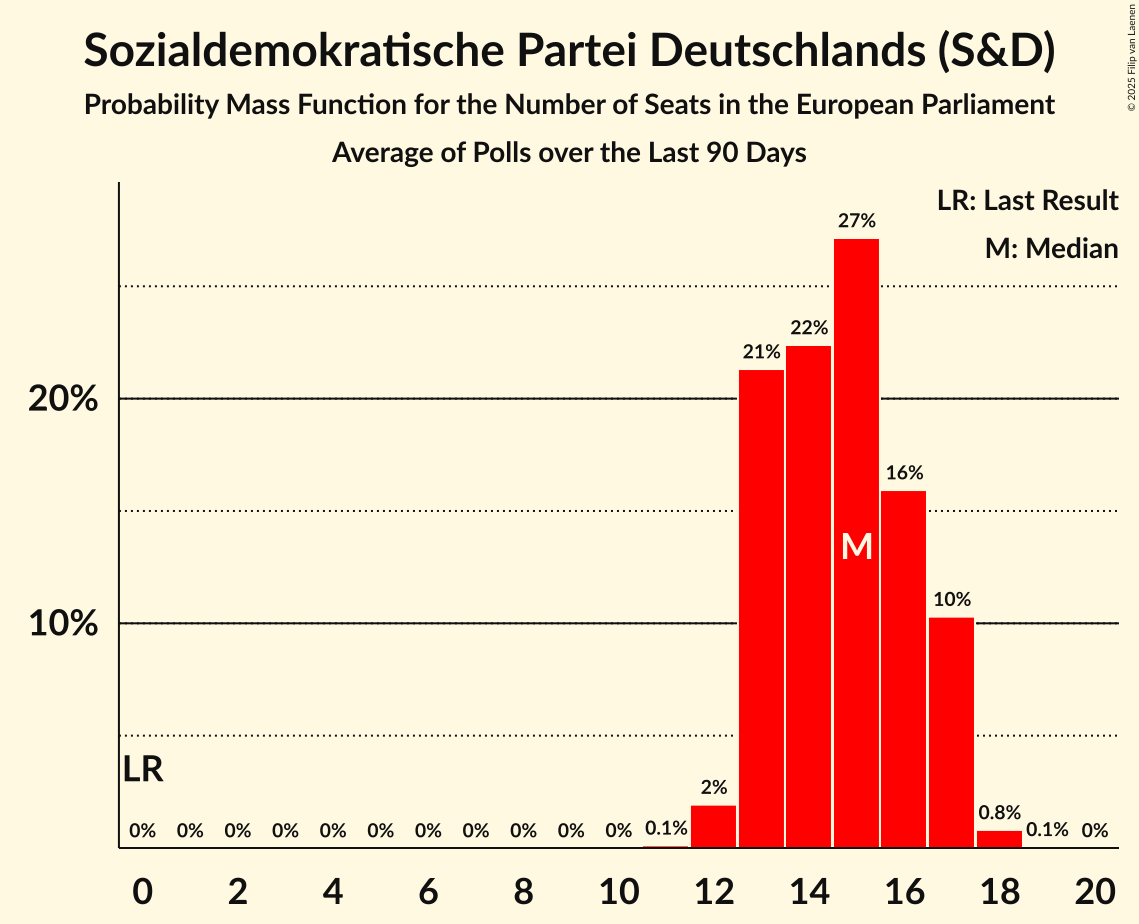 Sozialdemokratische Partei Deutschlands (S&D)
Probability Mass Function for the Number of Seats in the European Parliament
Average of Polls over the Last 90 Days
© 2025 Filip van Laenen
LR: Last Result
M: Median
27%
22%
21%
20%
16%
M
10%
10%
LR
2%
0.8%
0% 0% 0% 0% 0% 0% 0% 0% 0% 0% 0% 0.1% 0.1% 0%
0 2 4 6 8 10 12 14 16 18 20